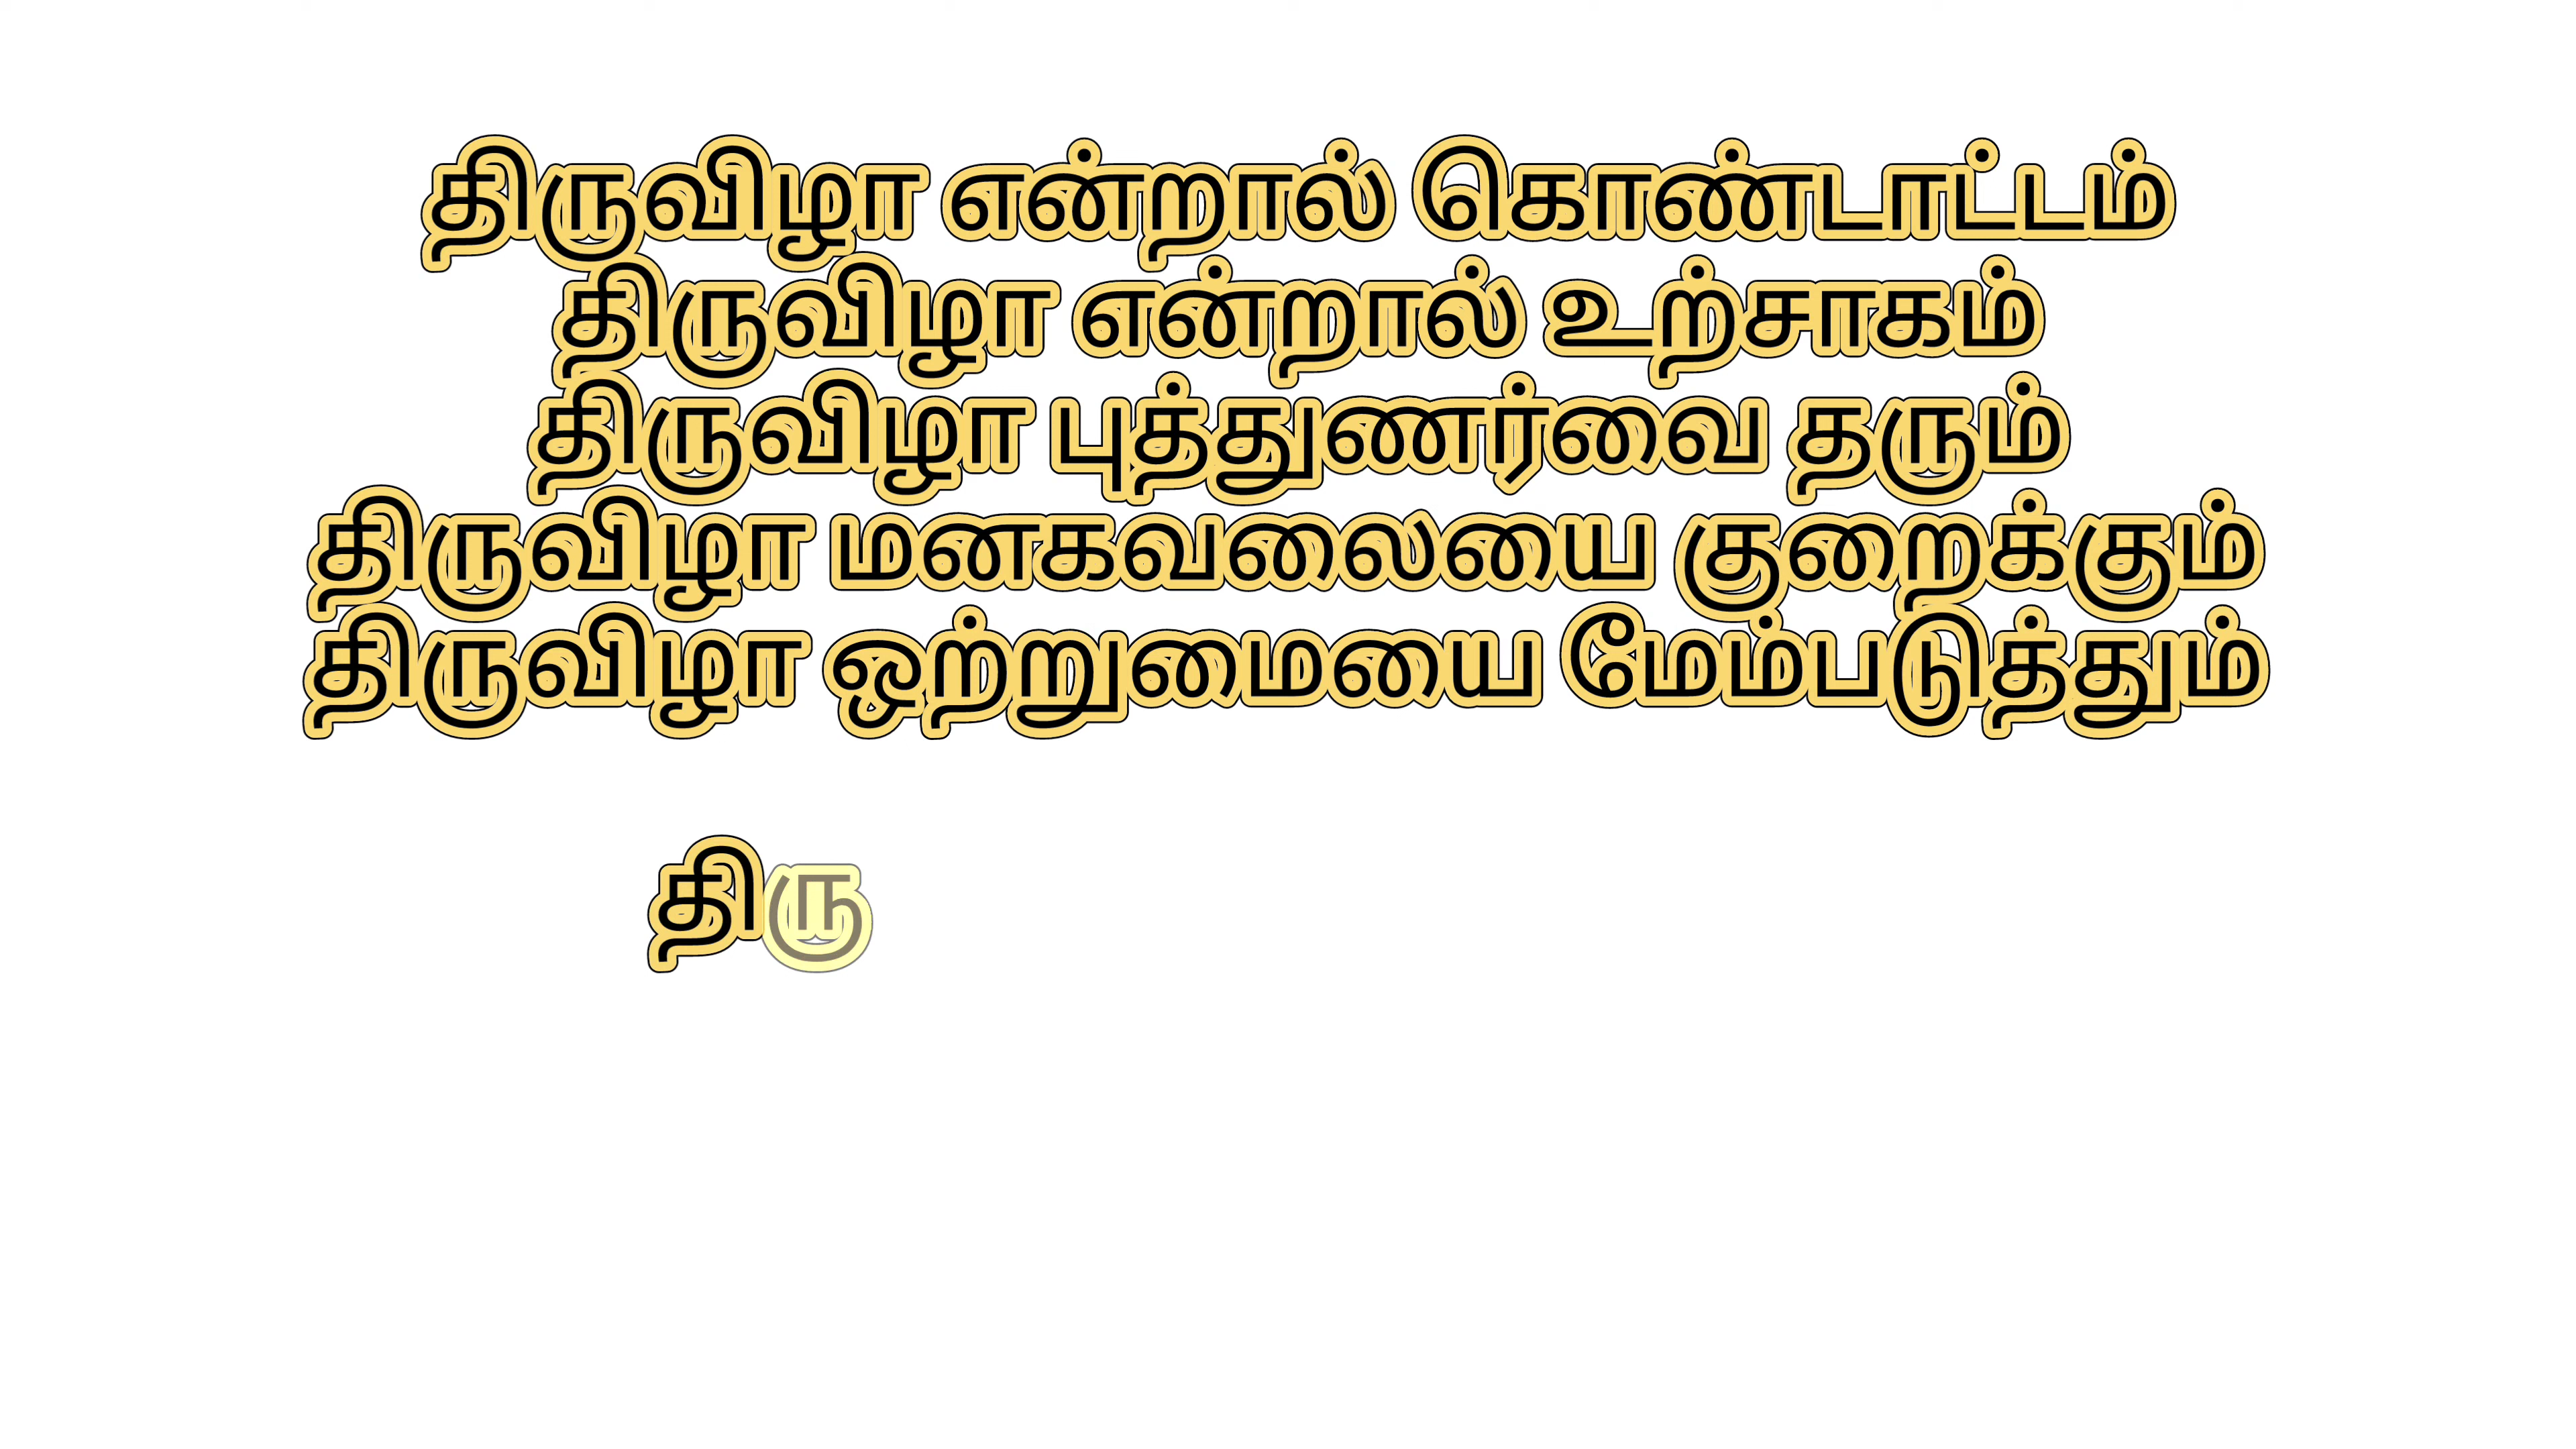 திருவிழா என்றால் கொண்டாட்டம்
திருவிழா என்றால் உற்சாகம்
திருவிழா புத்துணர்வை தரும்
திருவிழா மனகவலையை குறைக்கும்
திருவிழா ஒற்றுமையை மேம்படுத்தும்
திரு